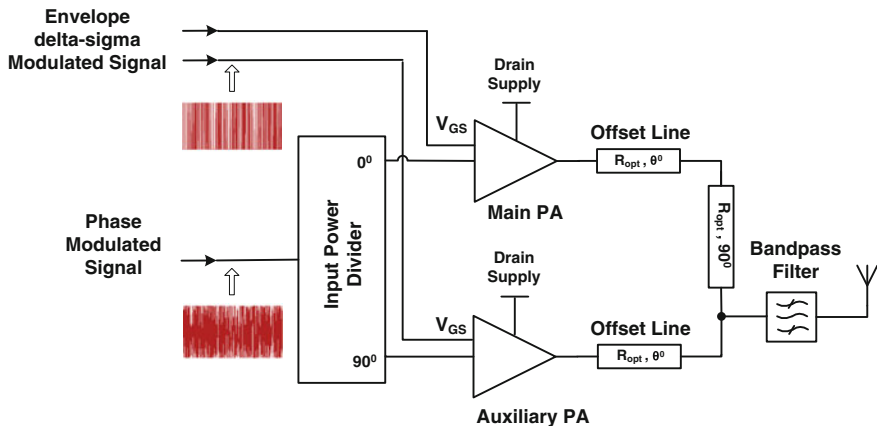 Envelope
delta-sigma
Modulated Signal
Drain
Supply
V_GS
Offset Line
0⁰
R_opt , θ⁰
Main PA
R_opt , 90⁰
Phase
Modulated
Signal
Input Power
Divider
Drain
Supply
Bandpass
Filter
V_GS
Offset Line
90⁰
R_opt , θ⁰
Auxiliary PA